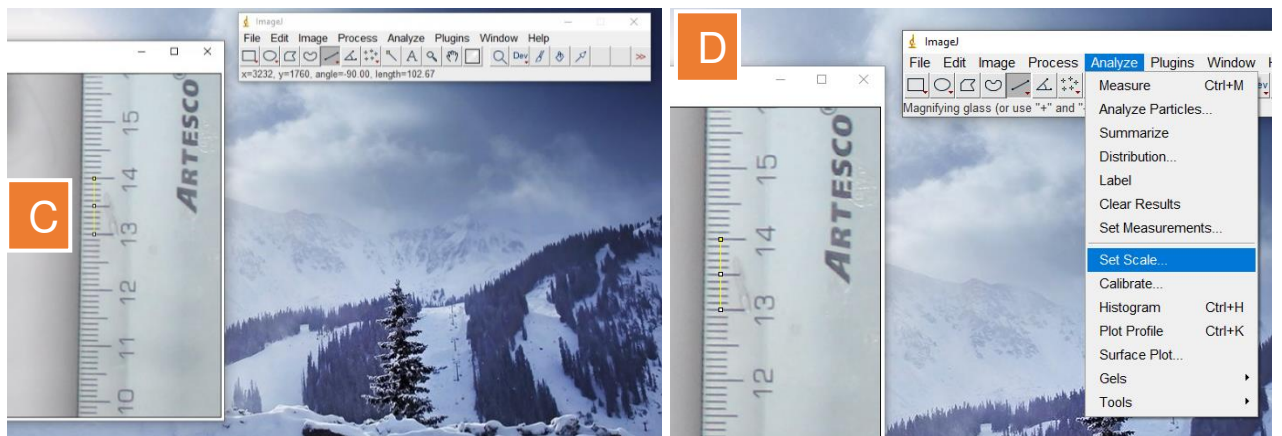 C
ImageJ
File Edit Image Process Analyze Plugins Window Help
Dev
x=3232, y=1760, angle=-90.00, length=102.67
15
14
13
12
11
10
ARTESCO
D
ImageJ
File Edit Image Process Analyze Plugins Window
Magnifying glass (or use "+" and "-
Measure Ctrl+M
Analyze Particles...
Summarize
Distribution...
Label
Clear Results
Set Measurements...
Set Scale...
Calibrate...
Histogram Ctrl+H
Plot Profile Ctrl+K
Surface Plot...
Gels
Tools
15
14
13
12
ARTESCO